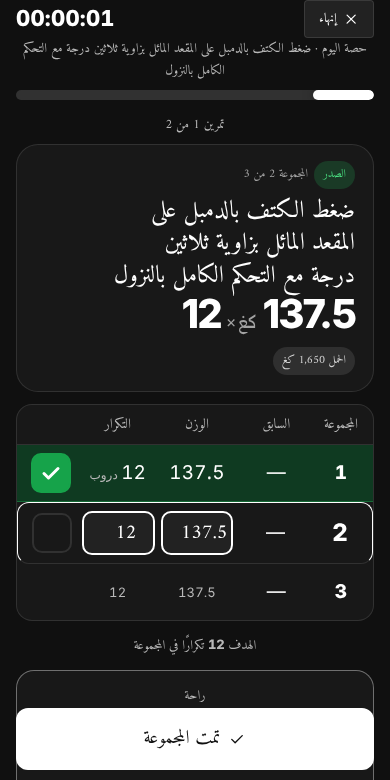 إنهاء
00:00:01
حصة اليوم · ضغط الكتف بالدمبل على المقعد المائل بزاوية ثلاثين درجة مع التحكم
الكامل بالنزول
تمرين 1 من 2
الصدر المجموعة 2 من 3
ضغط الكتف بالدمبل على
المقعد المائل بزاوية ثلاثين
درجة مع التحكم الكامل بالنزول
137.5 كغ × 12
الحمل 1,650 كغ
المجموعة السابق الوزن التكرار
1 — 137.5 12 دروب
2 — 137.5 12
3 — 137.5 12
الهدف 12 تكرارًا في المجموعة
راحة
تمت المجموعة